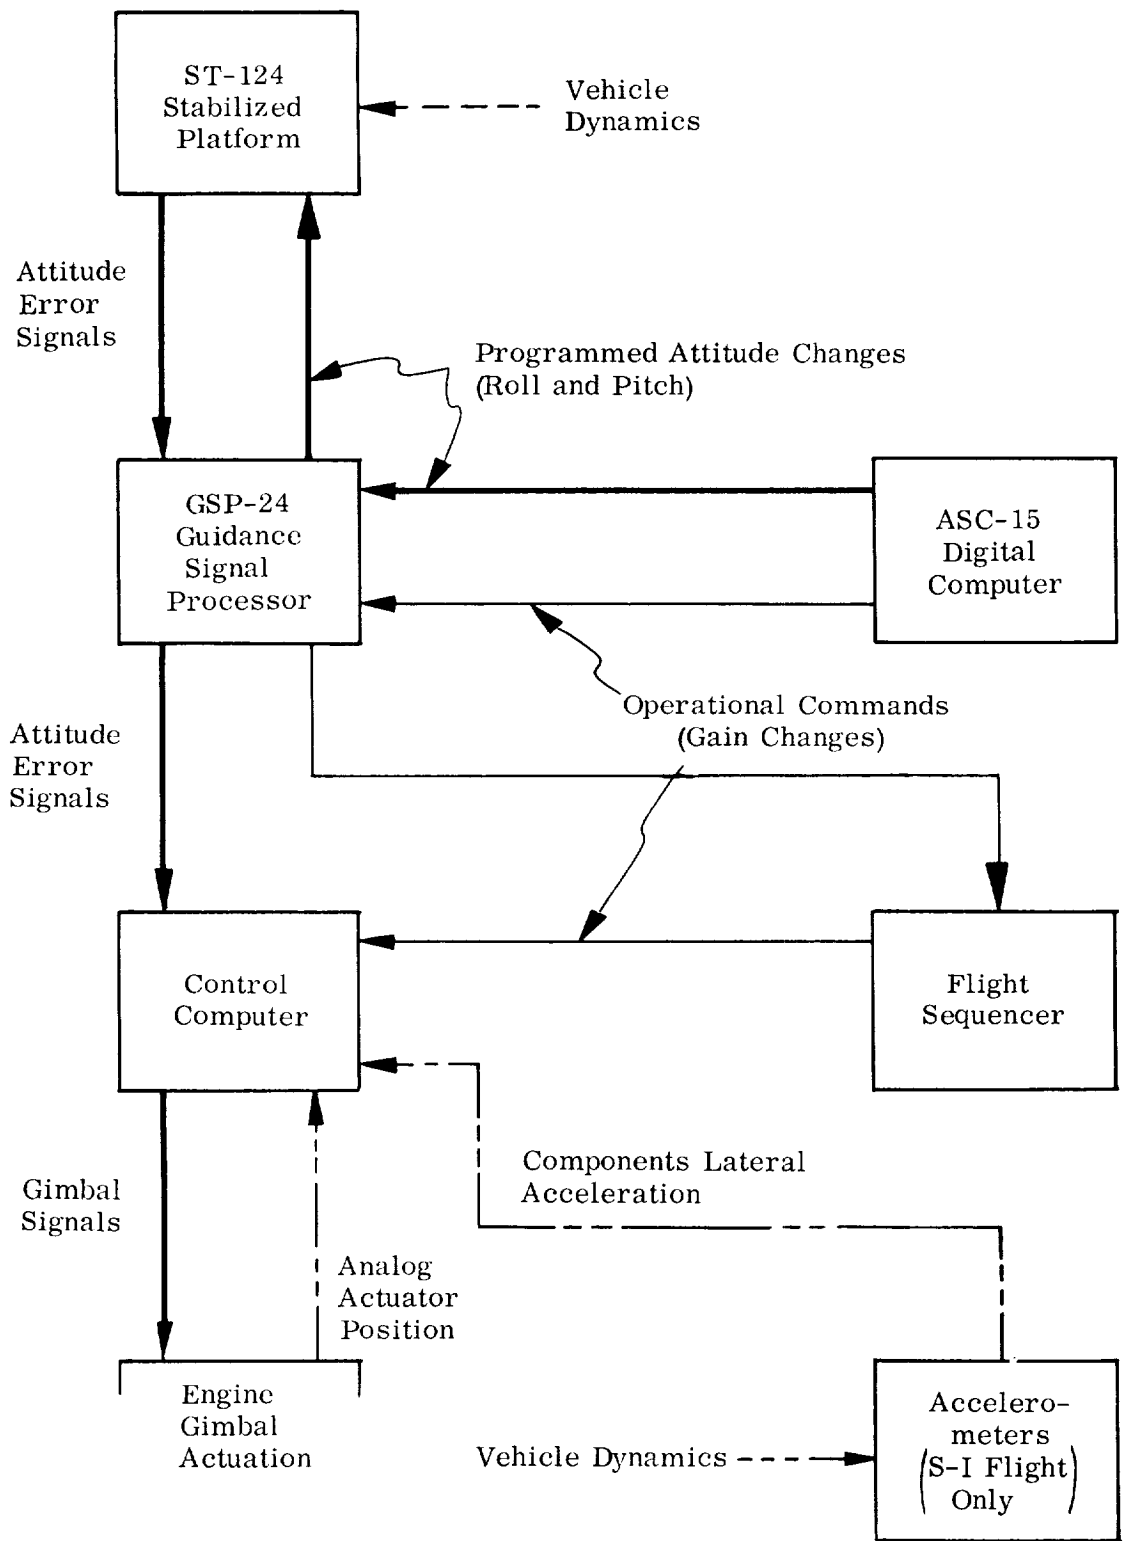 ST-124
Stabilized
Platform
Vehicle
Dynamics
Attitude
Error
Signals
Programmed Attitude Changes
(Roll and Pitch)
GSP-24
Guidance
Signal
Processor
ASC-15
Digital
Computer
Operational Commands
(Gain Changes)
Attitude
Error
Signals
Control
Computer
Flight
Sequencer
Components Lateral
Acceleration
Gimbal
Signals
Analog
Actuator
Position
Engine
Gimbal
Actuation
Vehicle Dynamics
Accelero-
meters
(S-I Flight)
Only